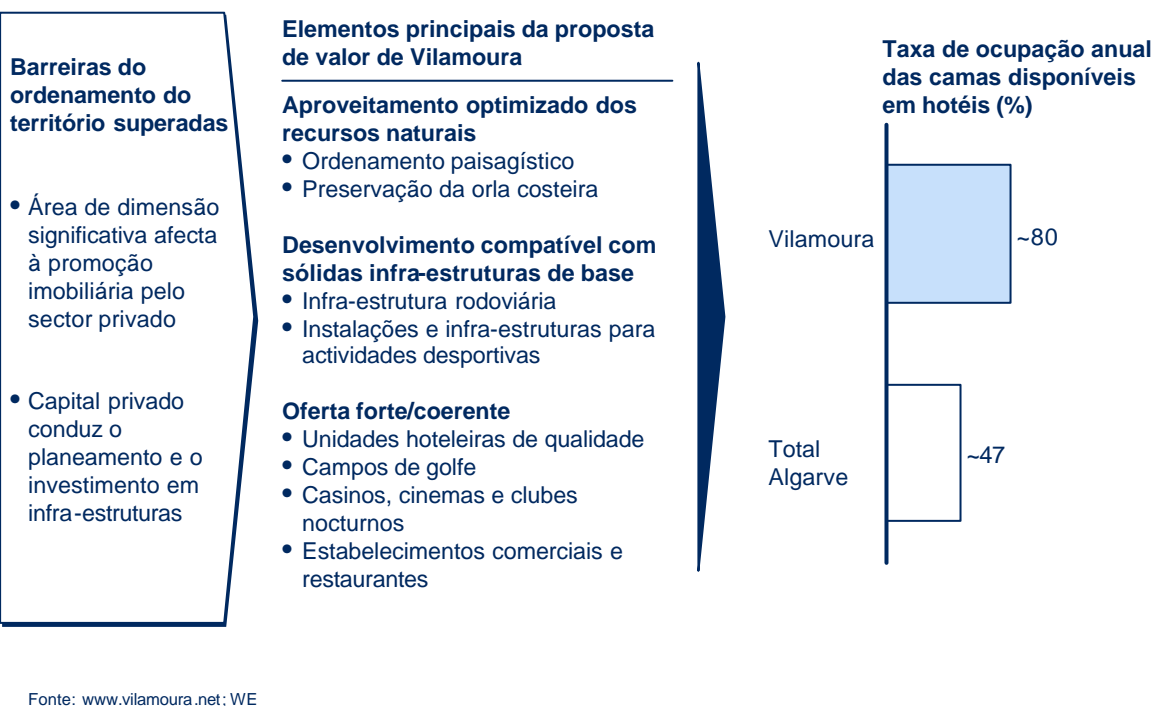 Barreiras do
ordenamento do
território superadas
• Área de dimensão
significativa afecta
à promoção
imobiliária pelo
sector privado
• Capital privado
conduz o
planeamento e o
investimento em
infra-estruturas
Elementos principais da proposta
de valor de Vilamoura
Aproveitamento optimizado dos
recursos naturais
• Ordenamento paisagístico
• Preservação da orla costeira
Desenvolvimento compatível com
sólidas infra-estruturas de base
• Infra-estrutura rodoviária
• Instalações e infra-estruturas para
actividades desportivas
Oferta forte/coerente
• Unidades hoteleiras de qualidade
• Campos de golfe
• Casinos, cinemas e clubes
nocturnos
• Estabelecimentos comerciais e
restaurantes
Taxa de ocupação anual
das camas disponíveis
em hotéis (%)
Vilamoura
~80
Total
Algarve
~47
Fonte: www.vilamoura.net; WE